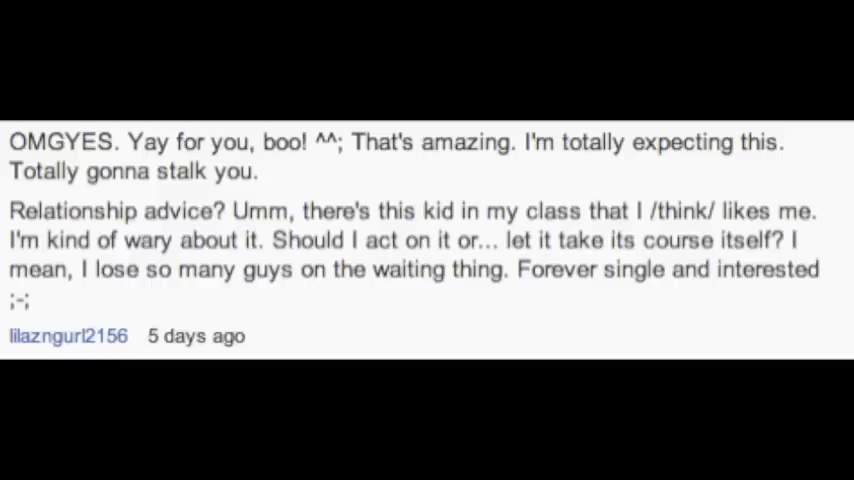 OMGYES. Yay for you, boo! ^^; That's amazing. I'm totally expecting this.
Totally gonna stalk you.
Relationship advice? Umm, there's this kid in my class that I /think/ likes me.
I'm kind of wary about it. Should I act on it or... let it take its course itself? I
mean, I lose so many guys on the waiting thing. Forever single and interested
;-;
lilazngurl2156 5 days ago